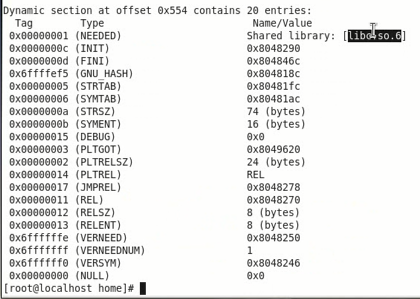 Dynamic section at offset 0x554 contains 20 entries:
Tag Type Name/Value
0x00000001 (NEEDED) Shared library: [libc.so.6]
0x0000000c (INIT) 0x8048290
0x0000000d (FINI) 0x804846c
0x6ffffef5 (GNU_HASH) 0x804818c
0x00000005 (STRTAB) 0x80481fc
0x00000006 (SYMTAB) 0x80481ac
0x0000000a (STRSZ) 74 (bytes)
0x0000000b (SYMENT) 16 (bytes)
0x00000015 (DEBUG) 0x0
0x00000003 (PLTGOT) 0x8049620
0x00000002 (PLTRELSZ) 24 (bytes)
0x00000014 (PLTREL) REL
0x00000017 (JMPREL) 0x8048278
0x00000011 (REL) 0x8048270
0x00000012 (RELSZ) 8 (bytes)
0x00000013 (RELENT) 8 (bytes)
0x6ffffffe (VERNEED) 0x8048250
0x6fffffff (VERNEEDNUM) 1
0x6ffffff0 (VERSYM) 0x8048246
0x00000000 (NULL) 0x0
[root@localhost home]#